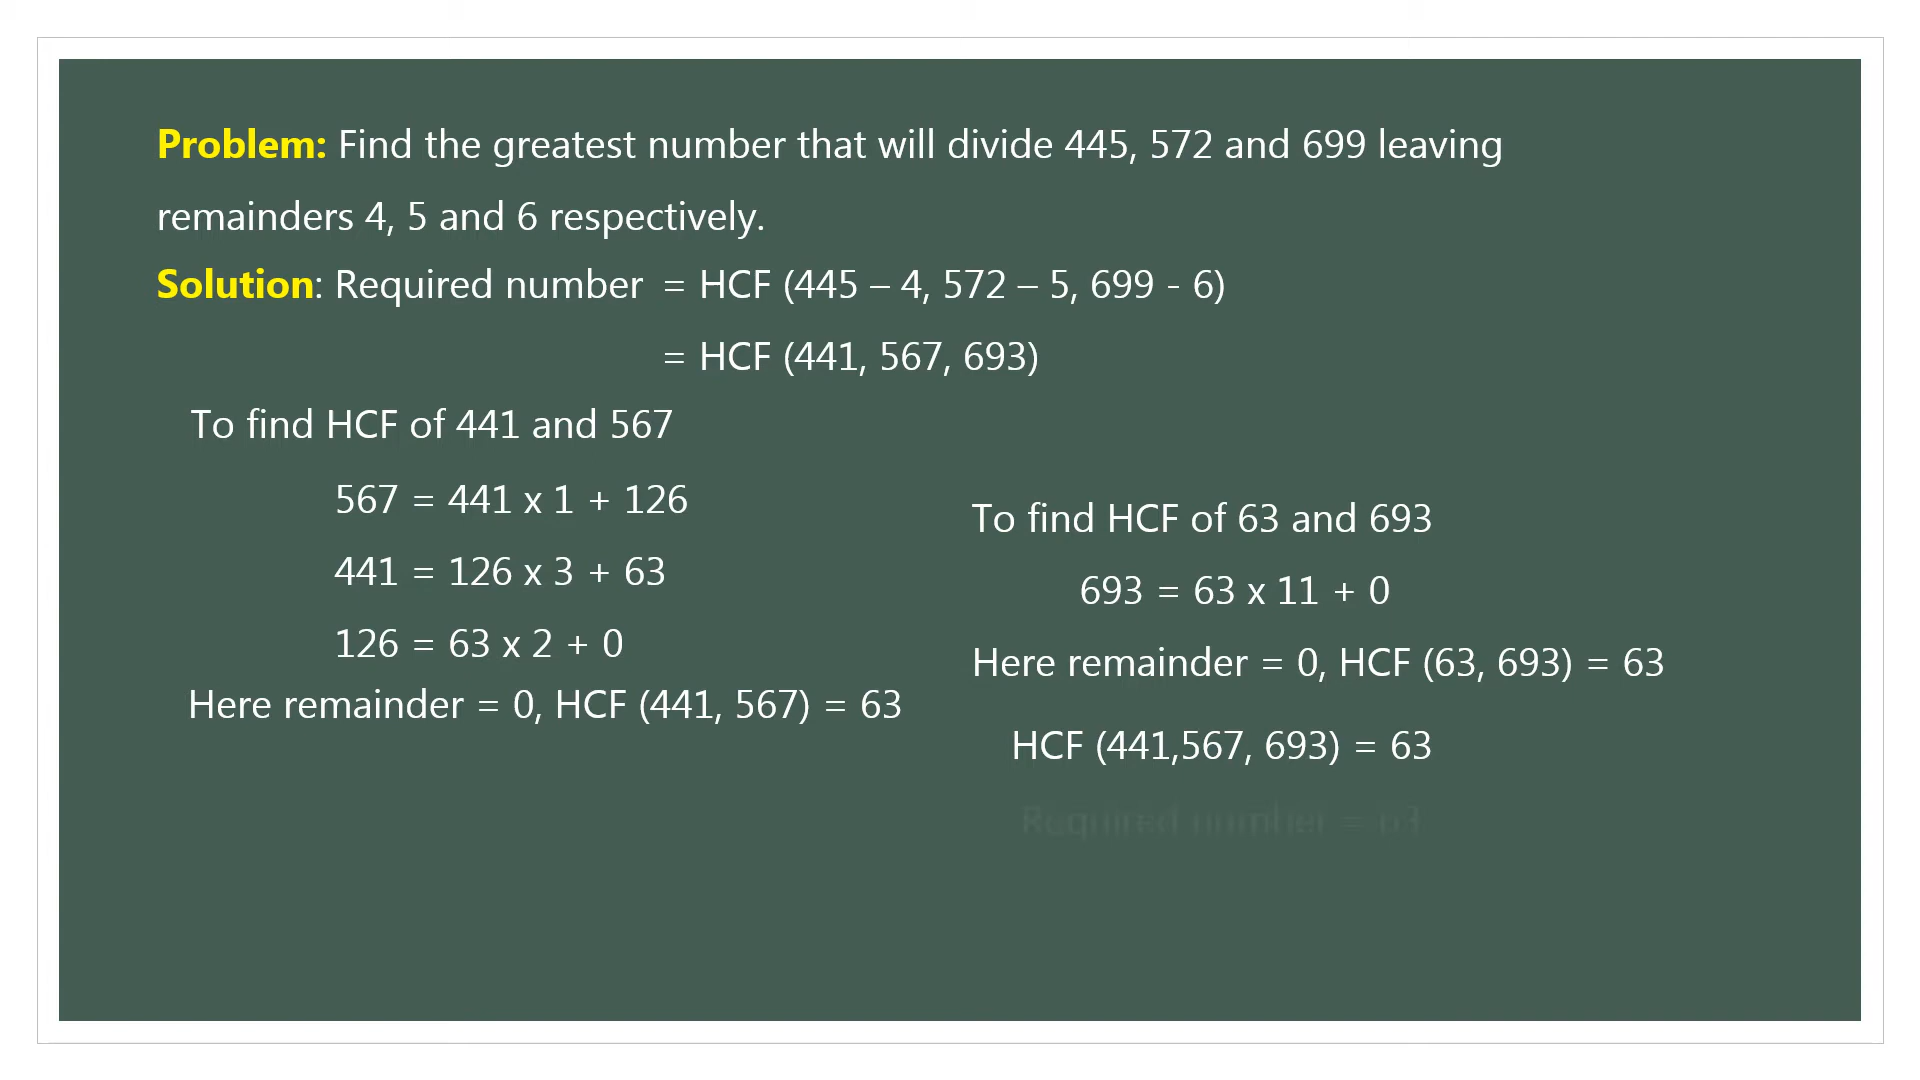 Problem: Find the greatest number that will divide 445, 572 and 699 leaving
remainders 4, 5 and 6 respectively.
Solution: Required number = HCF (445 – 4, 572 – 5, 699 - 6)
= HCF (441, 567, 693)
To find HCF of 441 and 567
567 = 441 x 1 + 126
441 = 126 x 3 + 63
126 = 63 x 2 + 0
Here remainder = 0, HCF (441, 567) = 63
To find HCF of 63 and 693
693 = 63 x 11 + 0
Here remainder = 0, HCF (63, 693) = 63
HCF (441,567, 693) = 63
Required number = 63